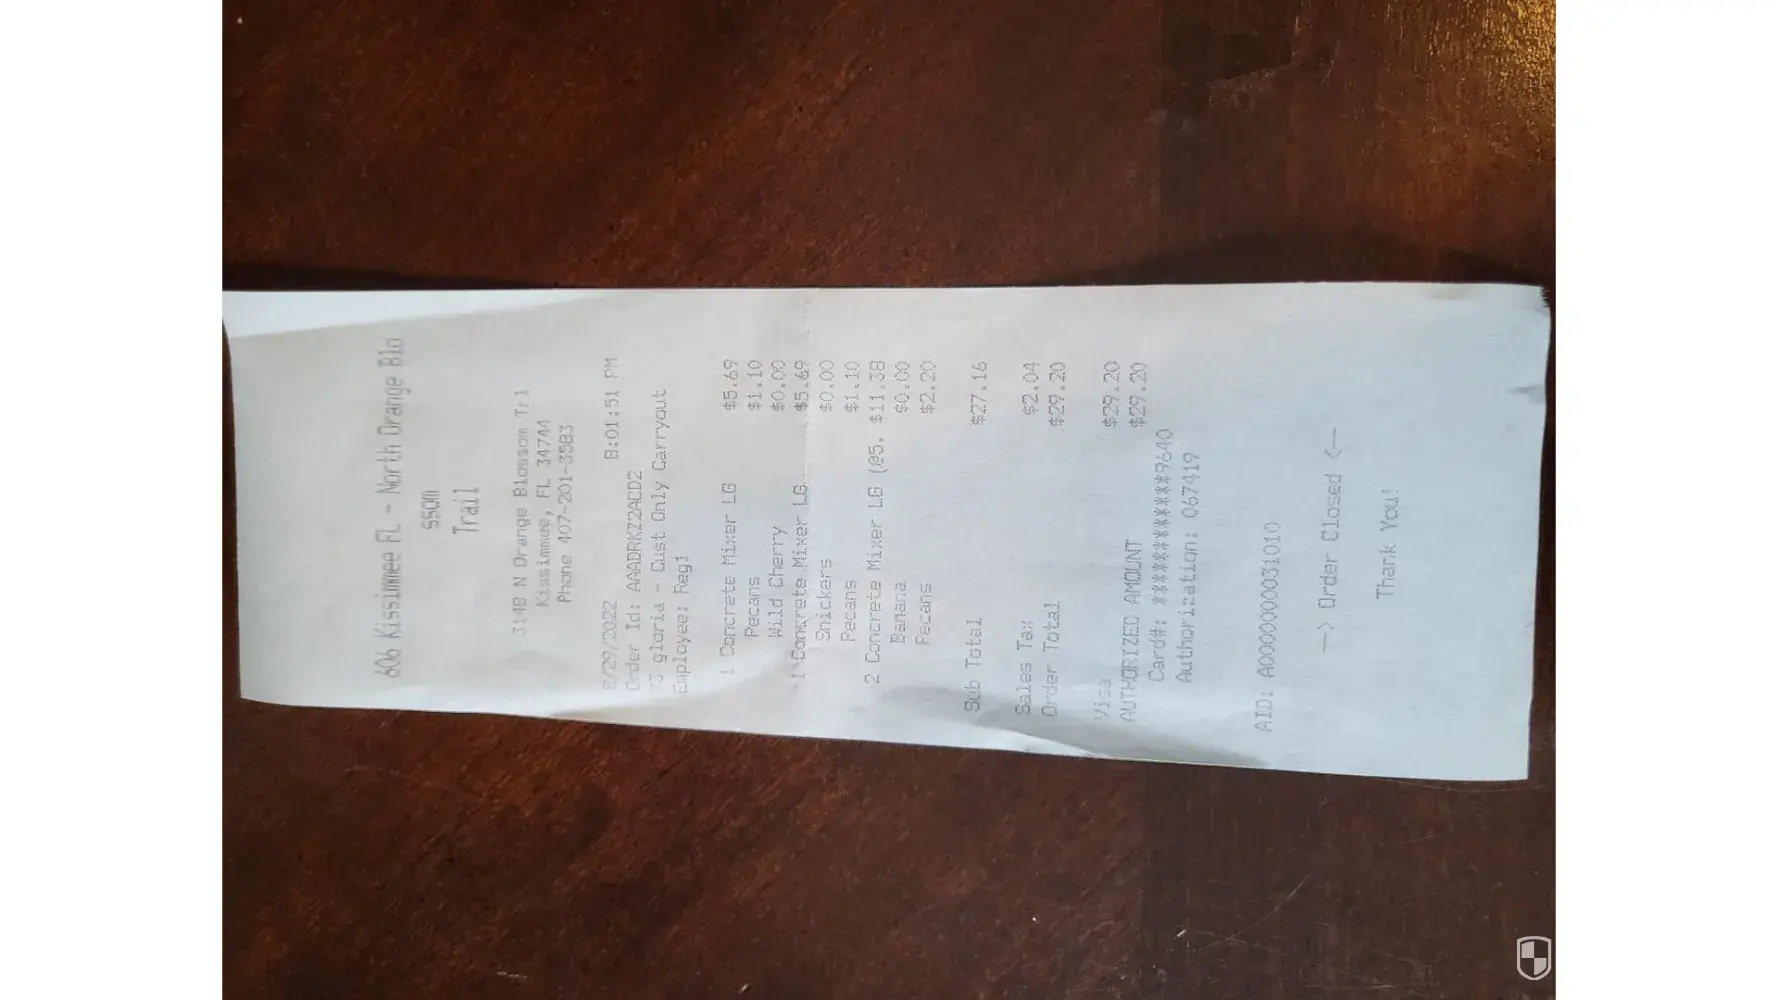 606 Kissimmee FL - North Orange Blo
ssom
Trail
3148 N Orange Blossom Trl
Kissimmee, FL 34744
Phone 407-201-3583
8/29/2022 8:01:51 PM
Order Id: AAADRKZ2ACD2
73 gloria - Cust Only Carryout
Employee: Reg1
1 Concrete Mixer LG $5.69
Pecans $1.10
Wild Cherry $0.00
1 Concrete Mixer LG $5.69
Snickers $0.00
Pecans $1.10
2 Concrete Mixer LG (@5. $11.38
Banana $0.00
Pecans $2.20
Sub Total $27.16
Sales Tax $2.04
Order Total $29.20
Visa $29.20
AUTHORIZED AMOUNT $29.20
Card#: ************9640
Authorization: Q67419
AID: A0000000031010
--> Order Closed <--
Thank You!